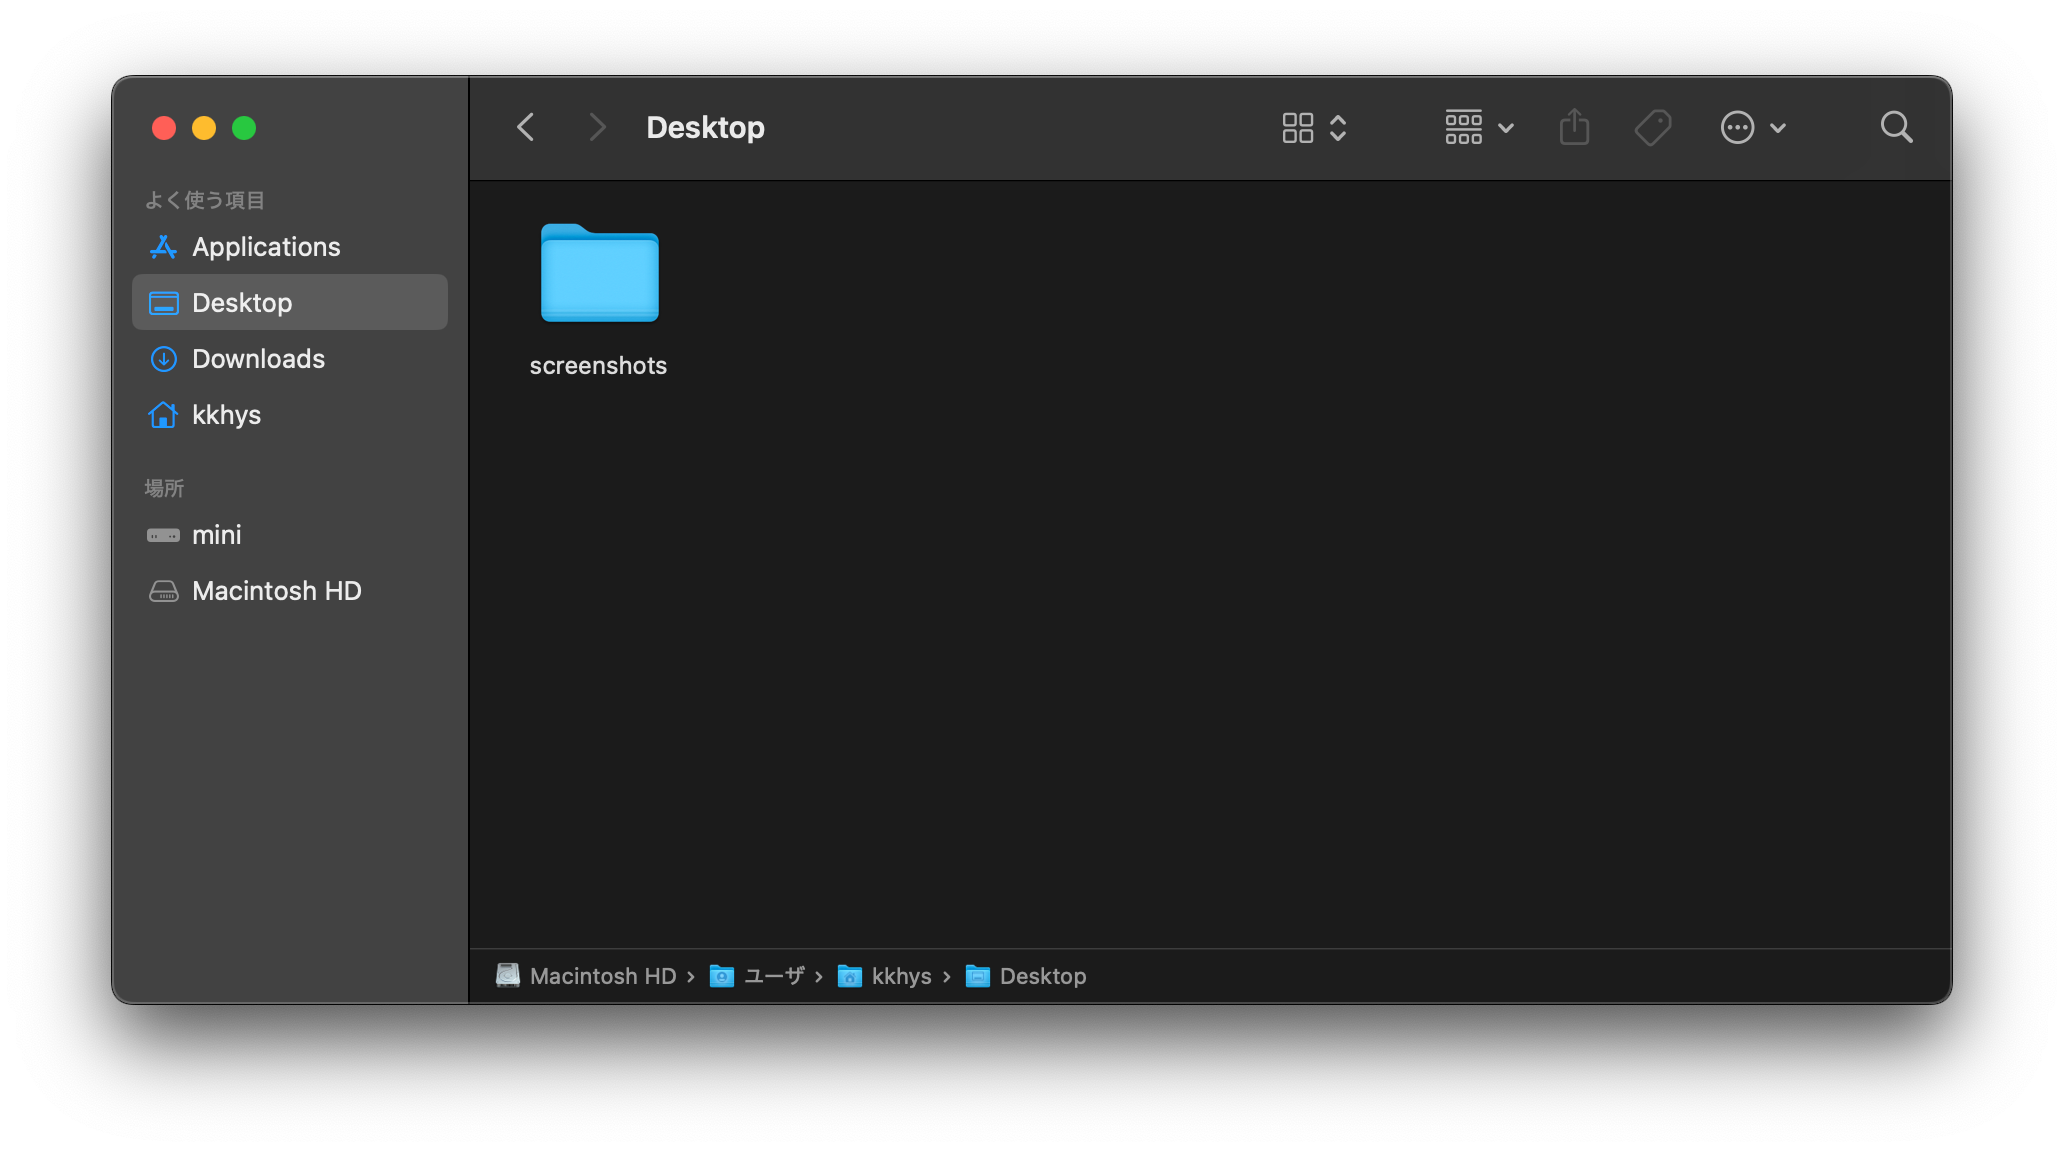 Desktop
よく使う項目
Applications
Desktop
Downloads
kkhys
場所
mini
Macintosh HD
screenshots
Macintosh HD › ユーザ › kkhys › Desktop